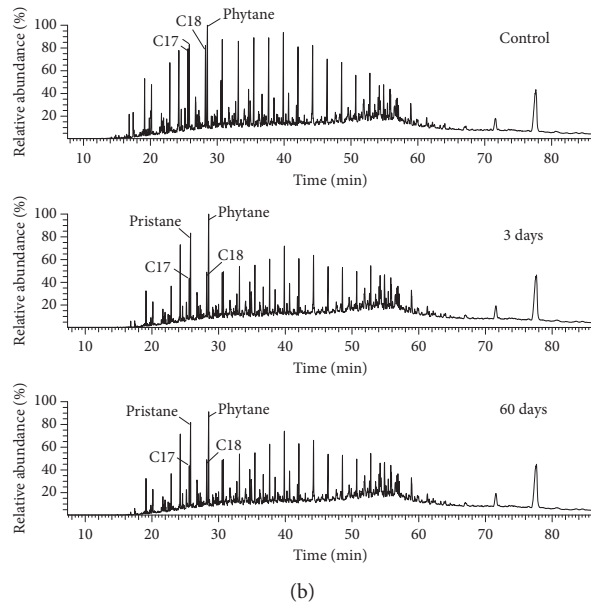 Relative abundance (%)
100
80
60
40
20
C17
C18
Phytane
Control
10 20 30 40 50 60 70 80
Time (min)
Relative abundance (%)
100
80
60
40
20
Pristane
C17
Phytane
C18
3 days
10 20 30 40 50 60 70 80
Time (min)
Relative abundance (%)
100
80
60
40
20
Pristane
C17
Phytane
C18
60 days
10 20 30 40 50 60 70 80
Time (min)
(b)